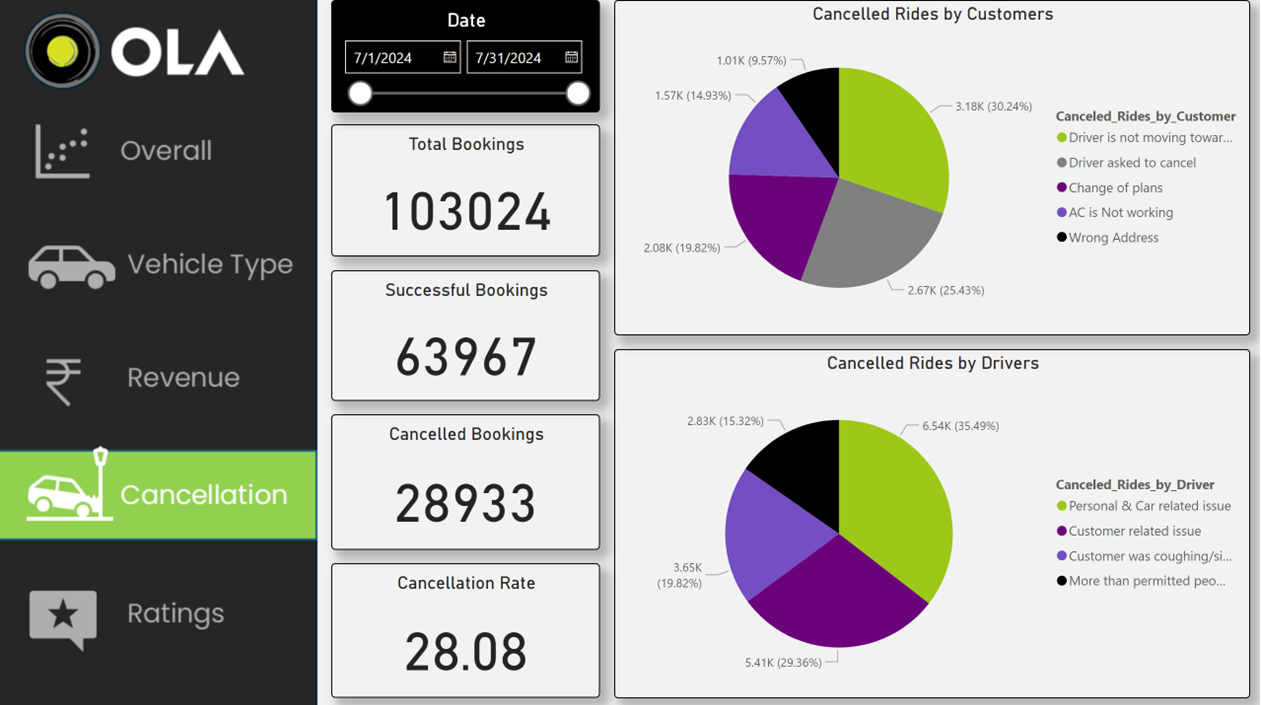 OLA
Overall
Vehicle Type
Revenue
Cancellation
Ratings
Date
7/1/2024
7/31/2024
Total Bookings
103024
Successful Bookings
63967
Cancelled Bookings
28933
Cancellation Rate
28.08
Cancelled Rides by Customers
1.01K (9.57%)
1.57K (14.93%)
3.18K (30.24%)
2.08K (19.82%)
2.67K (25.43%)
Canceled_Rides_by_Customer
Driver is not moving towar...
Driver asked to cancel
Change of plans
AC is Not working
Wrong Address
Cancelled Rides by Drivers
2.83K (15.32%)
6.54K (35.49%)
3.65K
(19.82%)
5.41K (29.36%)
Canceled_Rides_by_Driver
Personal & Car related issue
Customer related issue
Customer was coughing/si...
More than permitted peo...